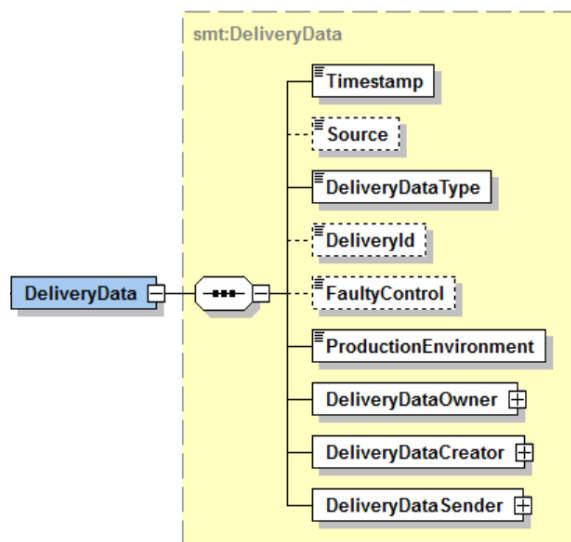 smt:DeliveryData
Timestamp
Source
DeliveryDataType
DeliveryId
DeliveryData
FaultyControl
ProductionEnvironment
DeliveryDataOwner
DeliveryDataCreator
DeliveryDataSender